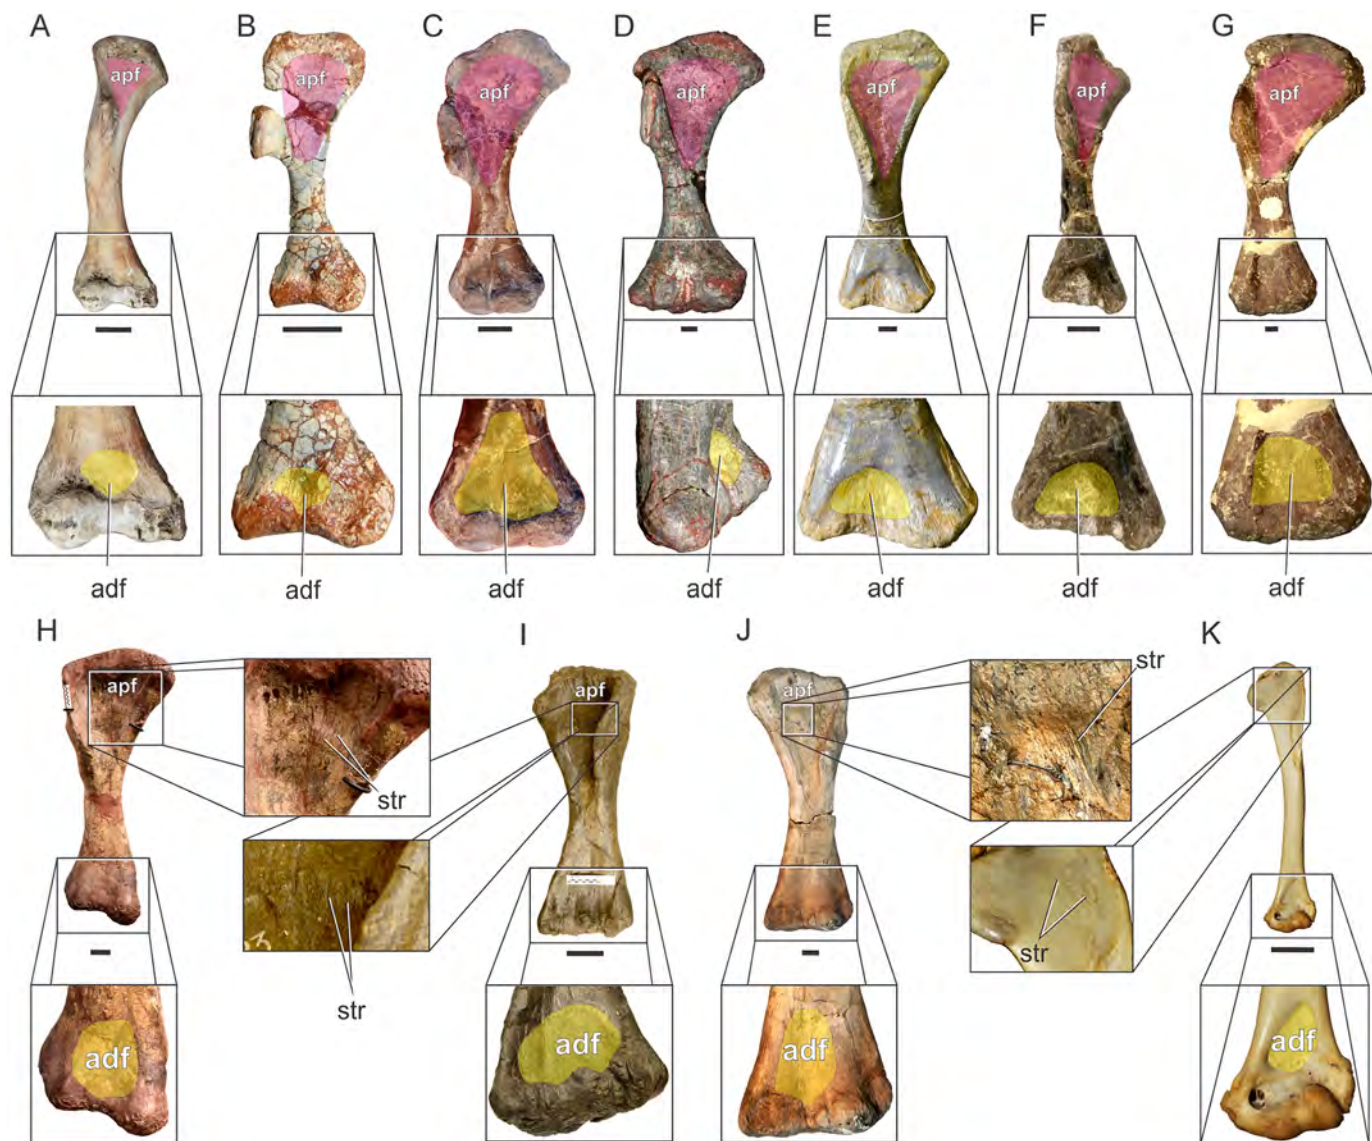 A B C D E F G
apf apf apf apf apf apf apf
adf adf adf adf adf adf adf
H I J K
apf apf apf
str
str
str
str
adf adf adf adf